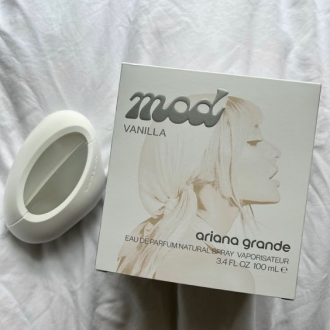 mod
VANILLA
ariana grande
EAU DE PARFUM NATURAL SPRAY VAPORISATEUR
3.4 FL OZ 100 mL ℮